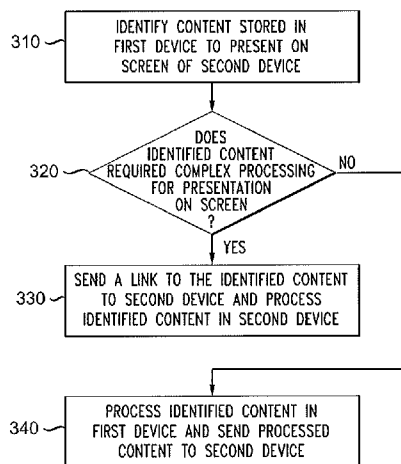 310
IDENTIFY CONTENT STORED IN
FIRST DEVICE TO PRESENT ON
SCREEN OF SECOND DEVICE
320
DOES
IDENTIFIED CONTENT
REQUIRED COMPLEX PROCESSING
FOR PRESENTATION
ON SCREEN
?
NO
YES
330
SEND A LINK TO THE IDENTIFIED CONTENT
TO SECOND DEVICE AND PROCESS
IDENTIFIED CONTENT IN SECOND DEVICE
340
PROCESS IDENTIFIED CONTENT IN
FIRST DEVICE AND SEND PROCESSED
CONTENT TO SECOND DEVICE